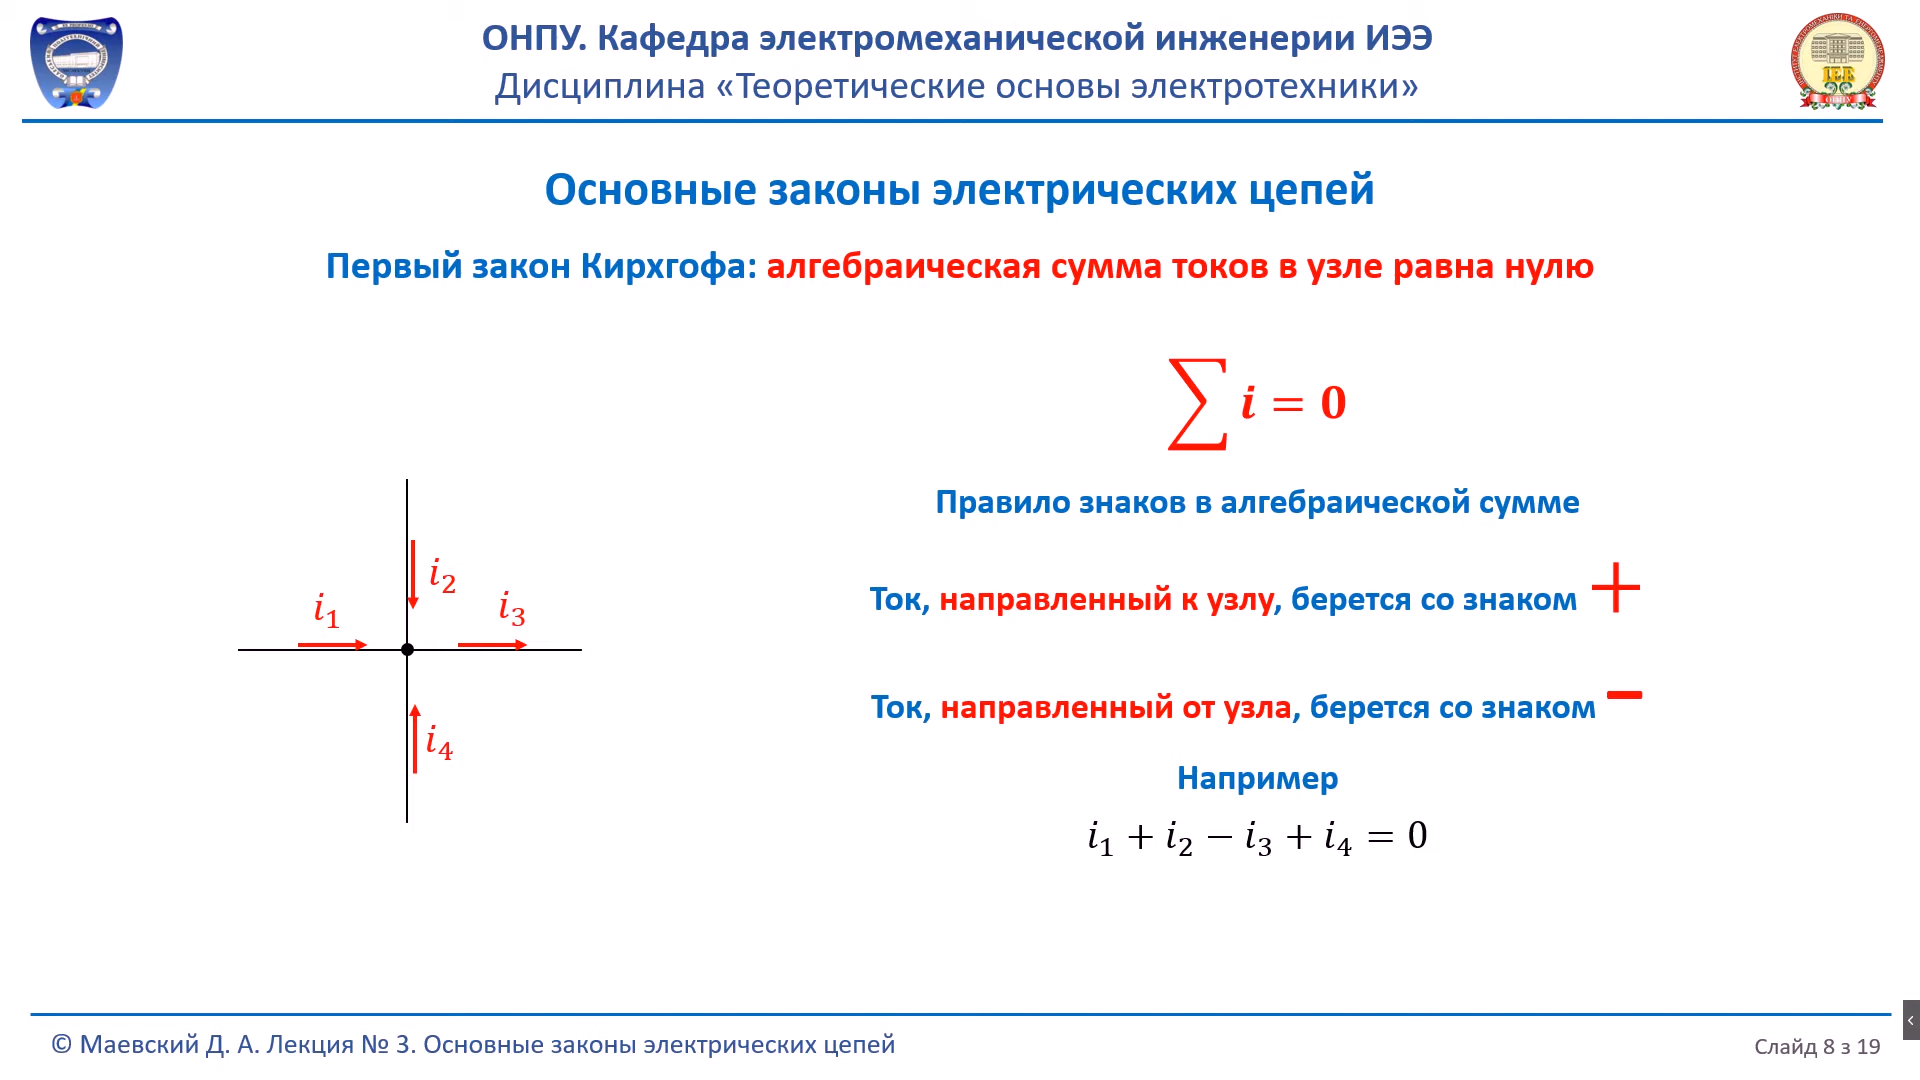 ОНПУ. Кафедра электромеханической инженерии ИЭЭ
Дисциплина «Теоретические основы электротехники»
Основные законы электрических цепей
Первый закон Кирхгофа: алгебраическая сумма токов в узле равна нулю
∑ i = 0
Правило знаков в алгебраической сумме
Ток, направленный к узлу, берется со знаком +
Ток, направленный от узла, берется со знаком −
Например
i₁ + i₂ − i₃ + i₄ = 0
i₁
i₂
i₃
i₄
IEE
ОНПУ
© Маевский Д. А. Лекция № 3. Основные законы электрических цепей
Слайд 8 з 19